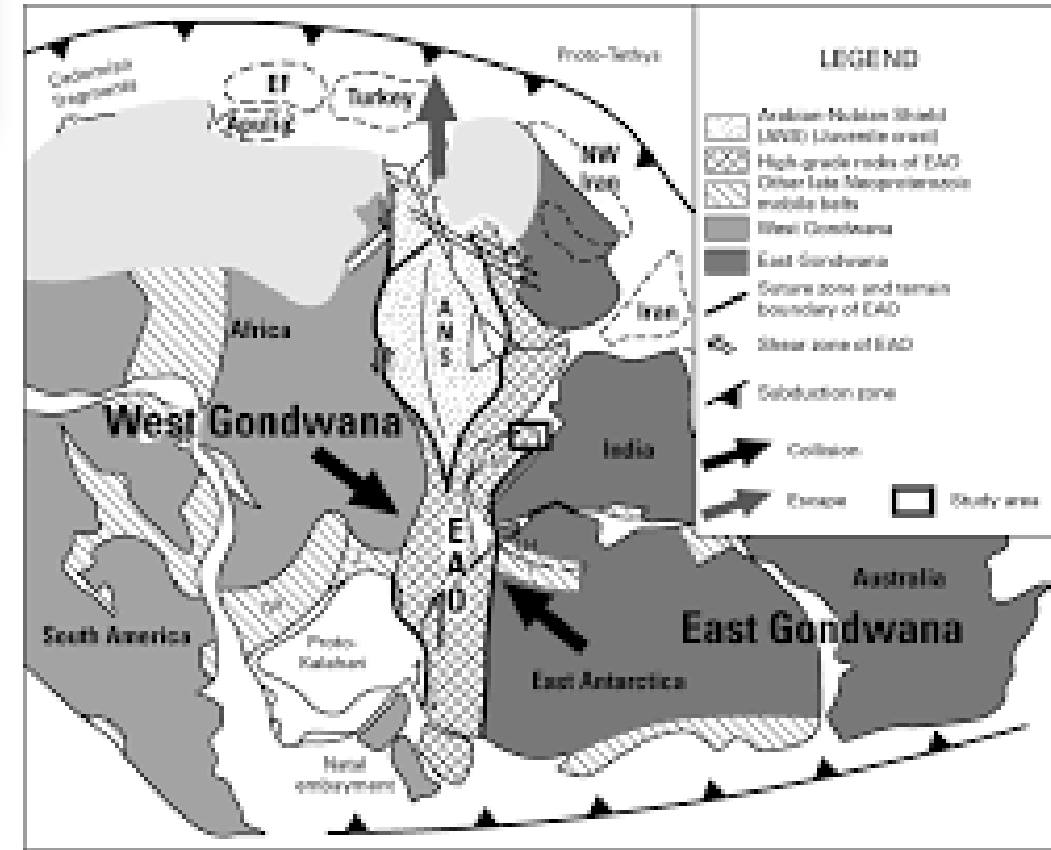 Proto-Tethys
LEGEND
Cadomian
fragments
EF
Turkey
Apulia
NW
Iran
Arabian-Nubian Shield
(ANS) (Juvenile crust)
High-grade rocks of EAO
Other late Neoproterozoic
mobile belts
West Gondwana
East Gondwana
Suture zone and terrain
boundary of EAO
Shear zone of EAO
Subduction zone
Collision
Escape
Study area
Iran
Africa
A
N
S
West Gondwana
India
E
A
O
Australia
South America
East Gondwana
Proto-
Kalahari
East Antarctica
Natal
embayment